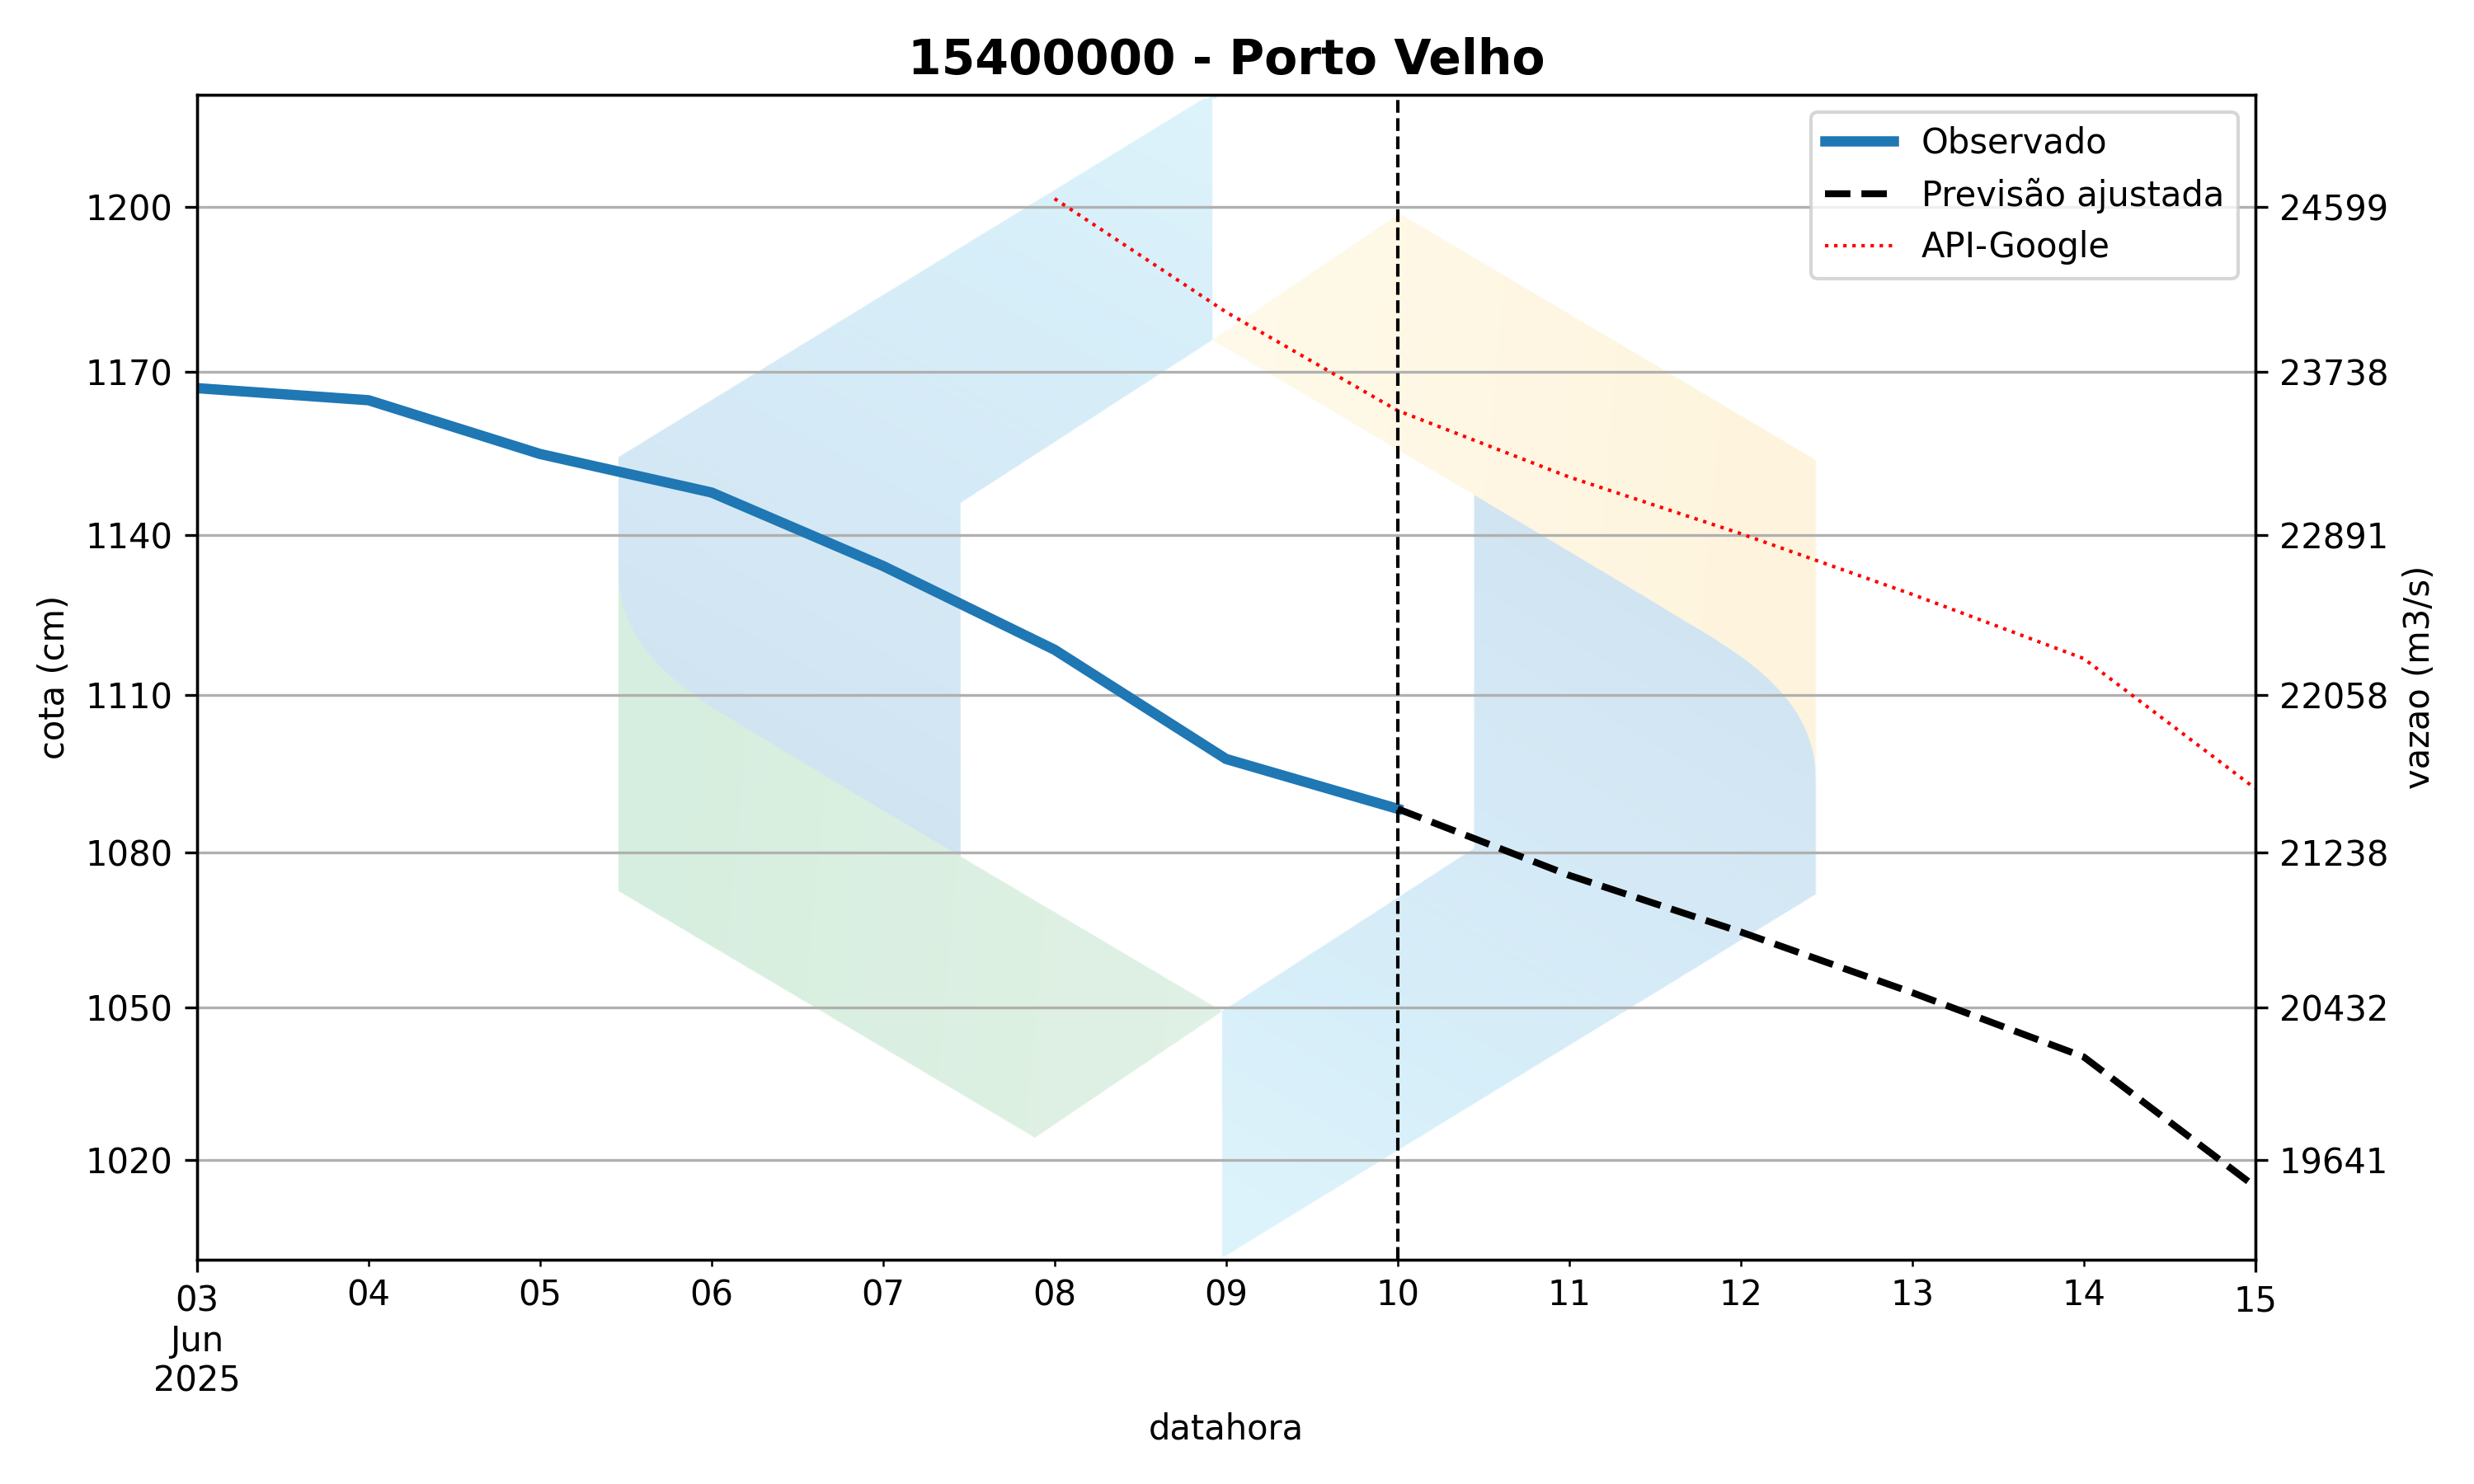 15400000 - Porto Velho
Observado
Previsão ajustada
API-Google
cota (cm)
1200
1170
1140
1110
1080
1050
1020
24599
23738
22891
22058
21238
20432
19641
vazao (m3/s)
03 04 05 06 07 08 09 10 11 12 13 14 15
Jun
2025
datahora